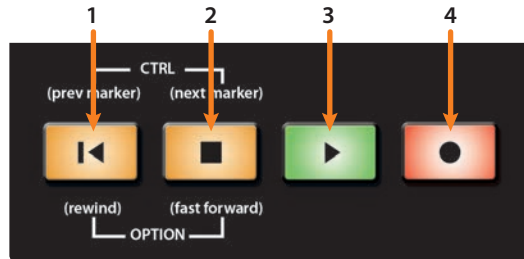 1 2 3 4
CTRL
(prev marker) (next marker)
(rewind) (fast forward)
OPTION